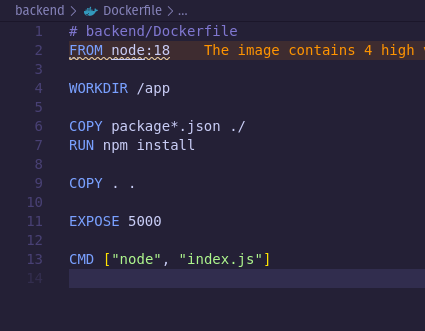 backend > Dockerfile > ...
1 # backend/Dockerfile
2 FROM node:18 The image contains 4 high
3
4 WORKDIR /app
5
6 COPY package*.json ./
7 RUN npm install
8
9 COPY . .
10
11 EXPOSE 5000
12
13 CMD ["node", "index.js"]
14